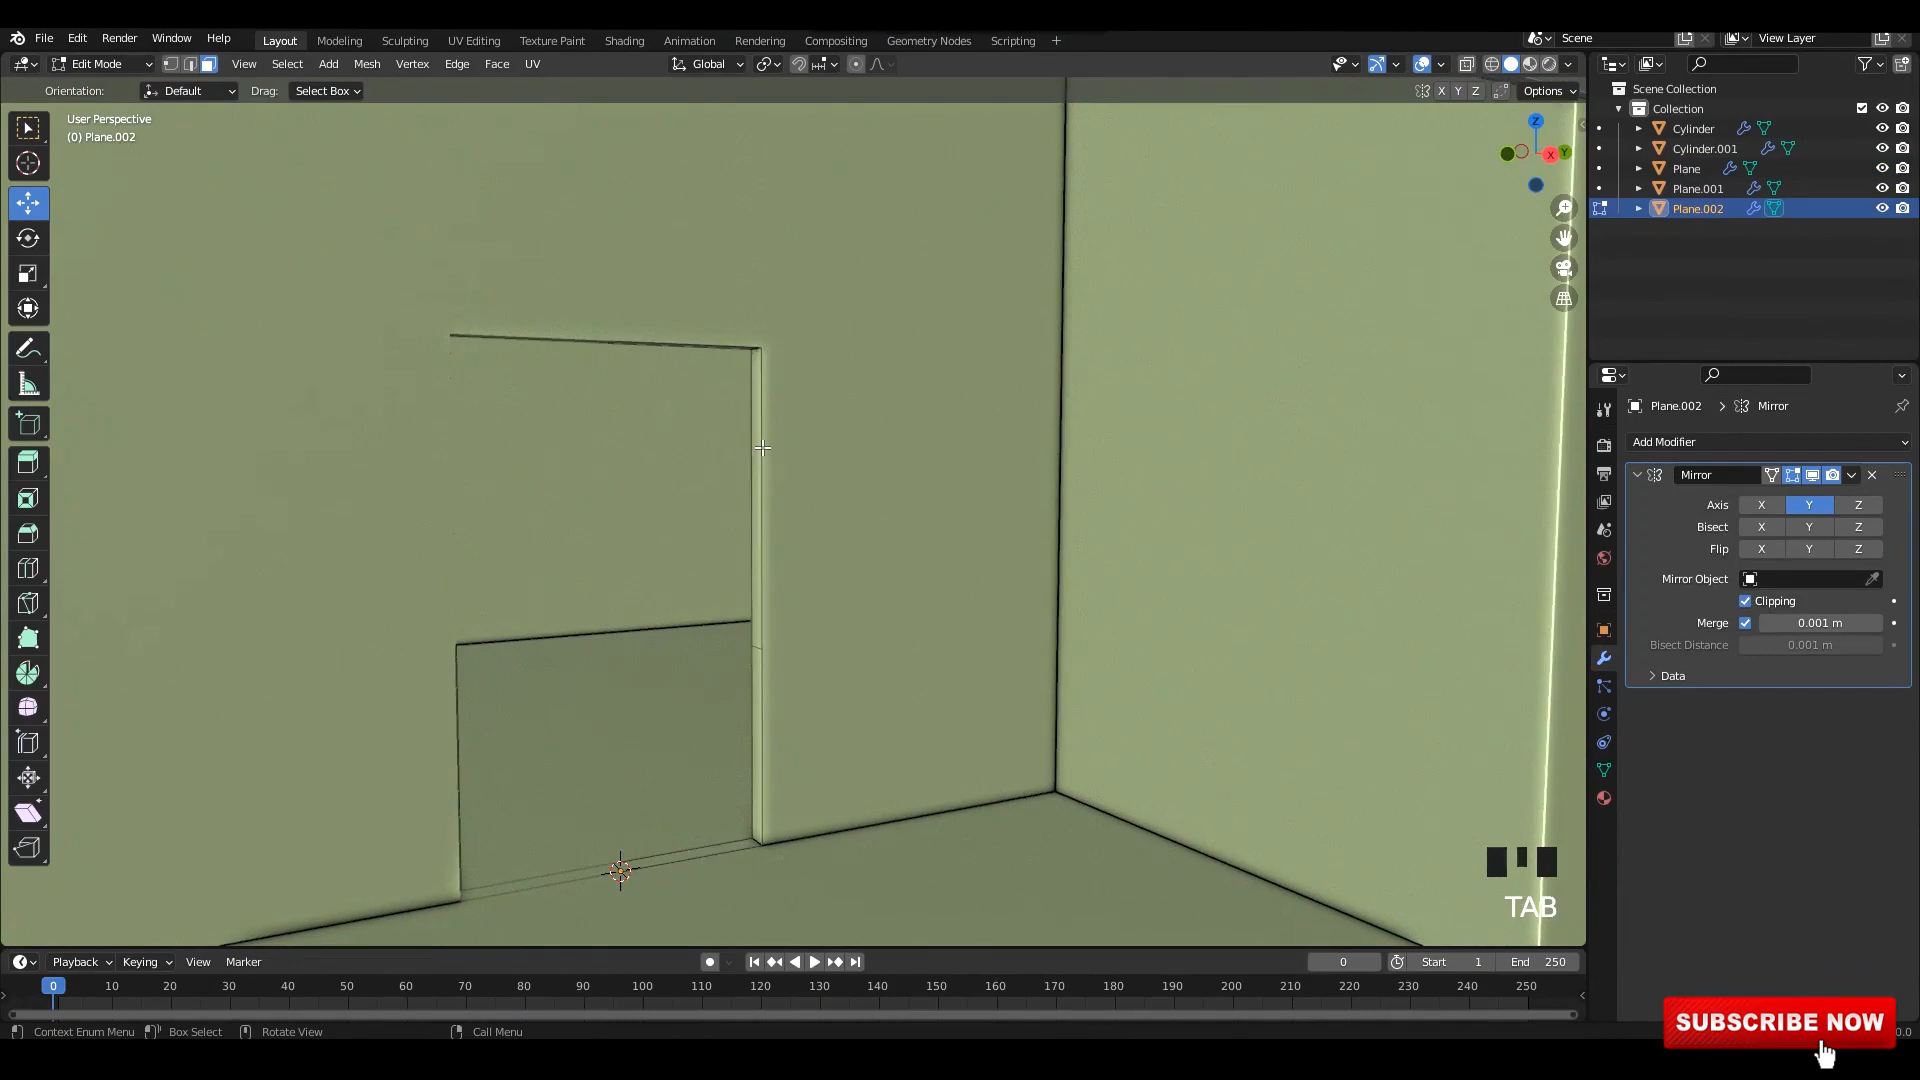 File Edit Render Window Help Layout Modeling Sculpting UV Editing Texture Paint Shading Animation Rendering Compositing Geometry Nodes Scripting + Scene View Layer
Edit Mode View Select Add Mesh Vertex Edge Face UV Global
Orientation: Default Drag: Select Box X Y Z Options
User Perspective
(0) Plane.002
Z
X
Y
Scene Collection
Collection
Cylinder
Cylinder.001
Plane
Plane.001
Plane.002
Plane.002 > Mirror
Add Modifier
Mirror
Axis X Y Z
Bisect X Y Z
Flip X Y Z
Mirror Object
Clipping
Merge 0.001 m
Bisect Distance 0.001 m
Data
TAB
Playback Keying View Marker 0 Start 1 End 250
0 10 20 30 40 50 60 70 80 90 100 110 120 130 140 150 160 170 180 190 200 210 220 230 240 250
Context Enum Menu Box Select Rotate View Call Menu
SUBSCRIBE NOW